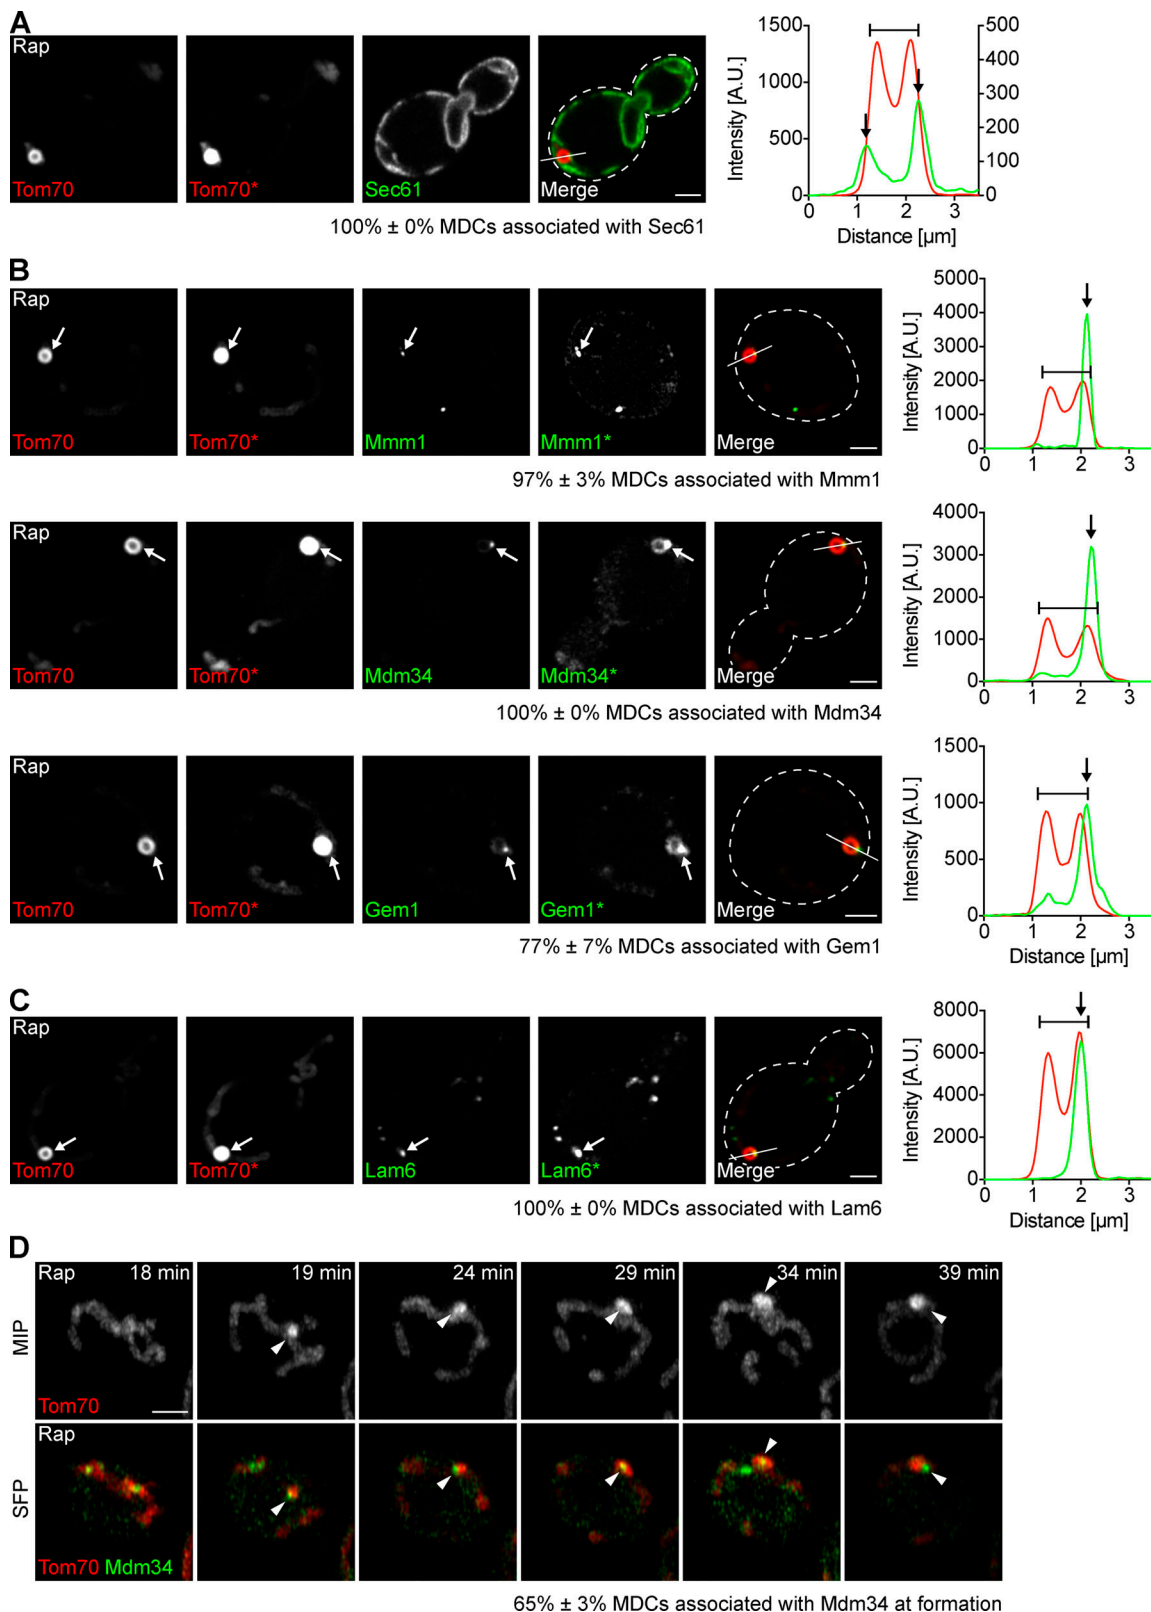 A
Rap
Tom70
Tom70*
Sec61
Merge
100% ± 0% MDCs associated with Sec61
Intensity [A.U.]
1500
1000
500
0
500
400
300
200
100
0
0 1 2 3
Distance [µm]
B
Rap
Tom70
Tom70*
Mmm1
Mmm1*
Merge
97% ± 3% MDCs associated with Mmm1
Intensity [A.U.]
5000
4000
3000
2000
1000
0
0 1 2 3
Rap
Tom70
Tom70*
Mdm34
Mdm34*
Merge
100% ± 0% MDCs associated with Mdm34
Intensity [A.U.]
4000
3000
2000
1000
0
0 1 2 3
Rap
Tom70
Tom70*
Gem1
Gem1*
Merge
77% ± 7% MDCs associated with Gem1
Intensity [A.U.]
1500
1000
500
0
0 1 2 3
Distance [µm]
C
Rap
Tom70
Tom70*
Lam6
Lam6*
Merge
100% ± 0% MDCs associated with Lam6
Intensity [A.U.]
8000
6000
4000
2000
0
0 1 2 3
Distance [µm]
D
MIP
Rap 18 min
19 min
24 min
29 min
34 min
39 min
Tom70
SFP
Rap
Tom70 Mdm34
65% ± 3% MDCs associated with Mdm34 at formation